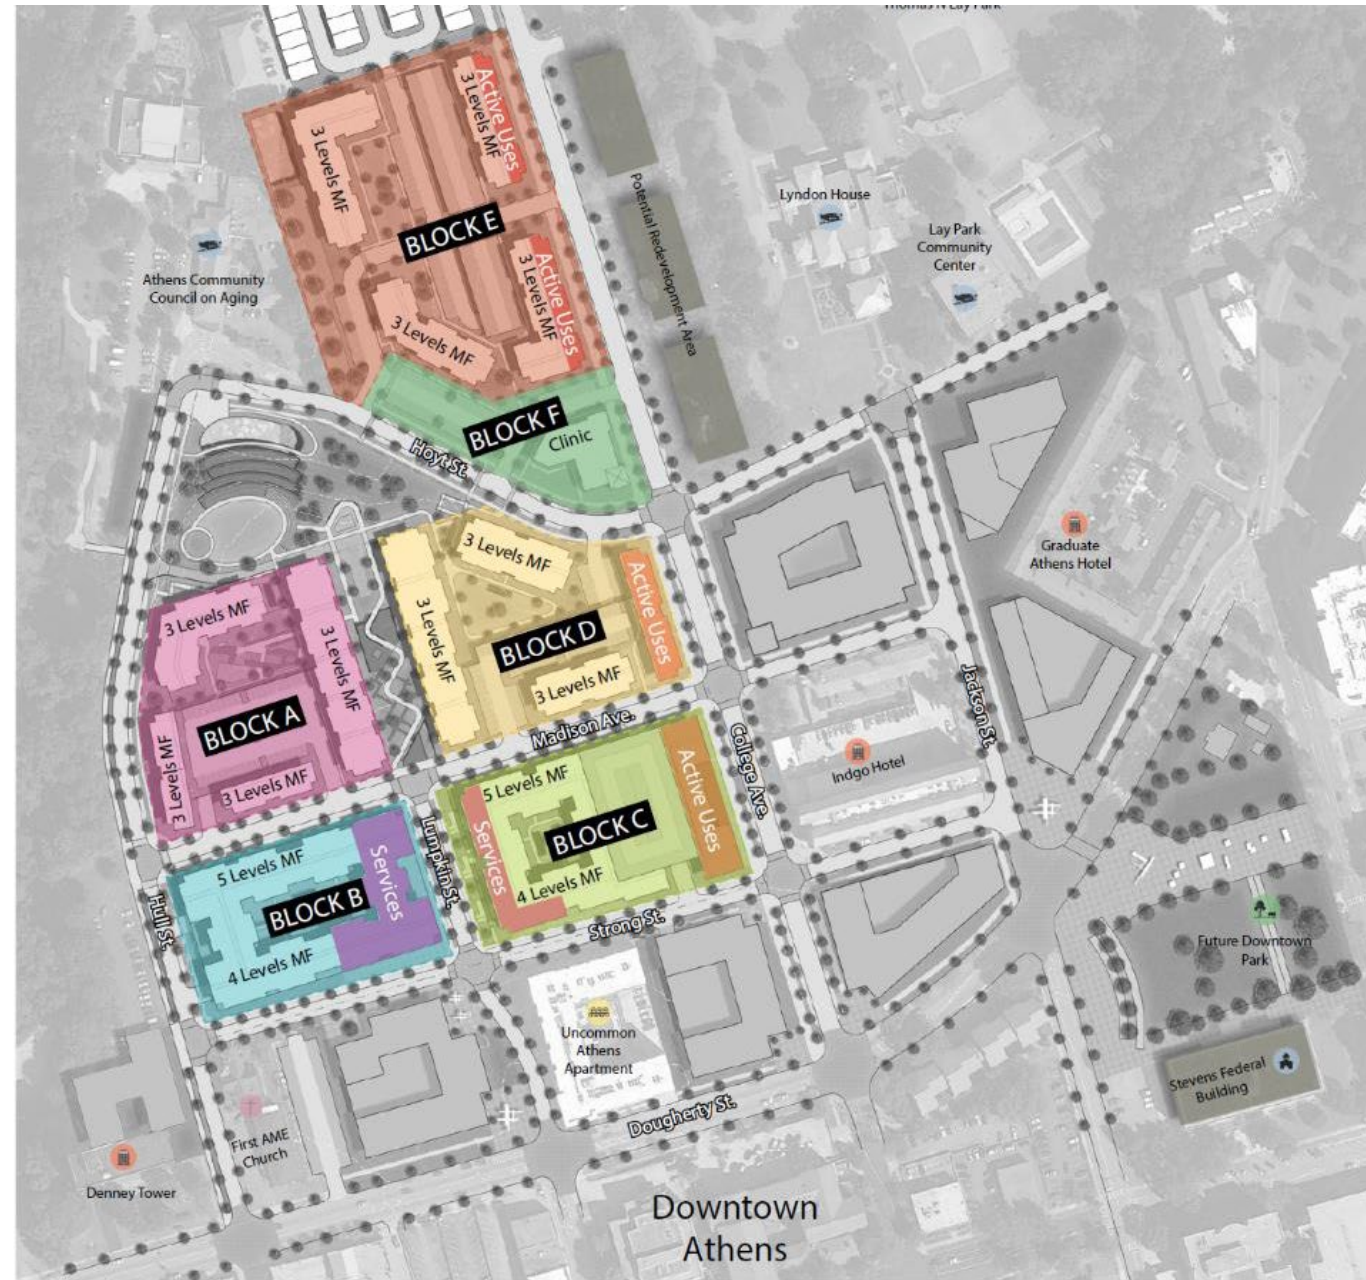 Thomas N Lay Park
Active Uses
3 Levels MF
3 Levels MF
BLOCK E
Active Uses
3 Levels MF
3 Levels MF
Potential Redevelopment Area
Lyndon House
Lay Park
Community
Center
Athens Community
Council on Aging
BLOCK F
Clinic
Hoyt St.
Graduate
Athens Hotel
3 Levels MF
3 Levels MF
Active Uses
BLOCK D
3 Levels MF
3 Levels MF
3 Levels MF
BLOCK A
3 Levels MF
3 Levels MF
Madison Ave.
College Ave.
Jackson St.
Indgo Hotel
5 Levels MF
Active Uses
BLOCK C
Services
4 Levels MF
Lumpkin St.
5 Levels MF
Services
BLOCK B
4 Levels MF
Hull St.
Strong St.
Future Downtown
Park
Uncommon
Athens
Apartment
Stevens Federal
Building
Dougherty St.
First AME
Church
Denney Tower
Downtown
Athens